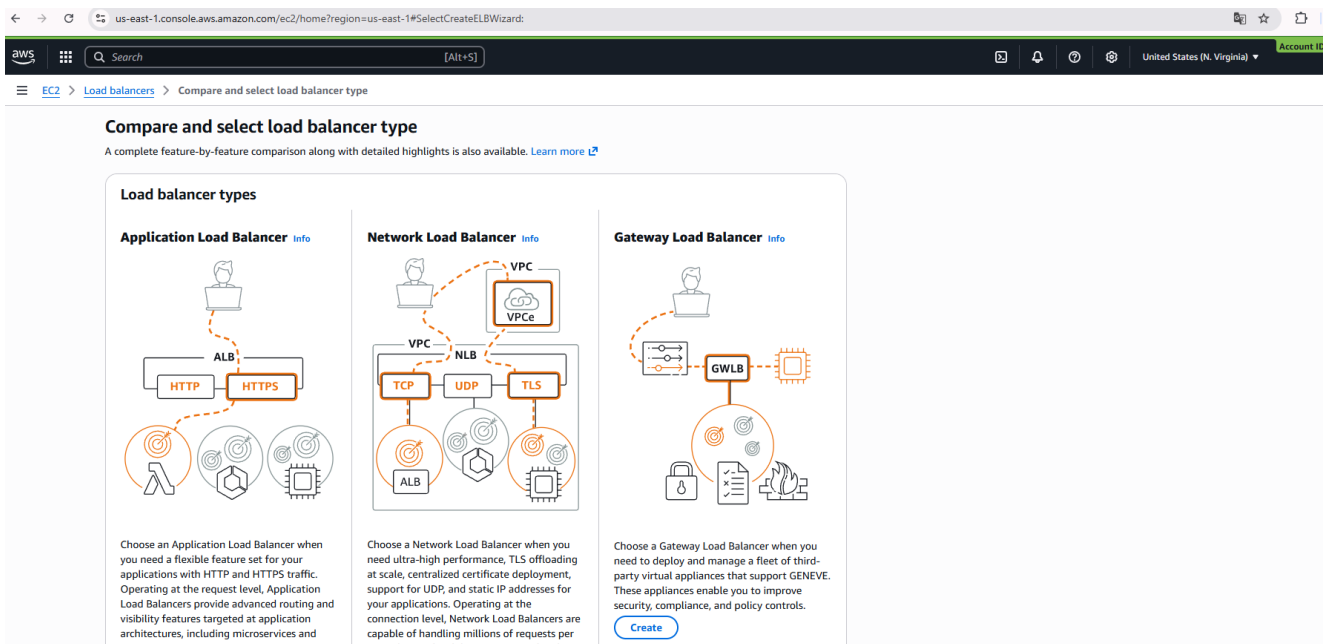 us-east-1.console.aws.amazon.com/ec2/home?region=us-east-1#SelectCreateELBWizard:
aws
Search
[Alt+S]
United States (N. Virginia)
Account ID
EC2 > Load balancers > Compare and select load balancer type
Compare and select load balancer type
A complete feature-by-feature comparison along with detailed highlights is also available. Learn more
Load balancer types
Application Load Balancer Info
ALB
HTTP
HTTPS
Choose an Application Load Balancer when
you need a flexible feature set for your
applications with HTTP and HTTPS traffic.
Operating at the request level, Application
Load Balancers provide advanced routing and
visibility features targeted at application
architectures, including microservices and
Network Load Balancer Info
VPC
VPCe
VPC
NLB
TCP
UDP
TLS
ALB
Choose a Network Load Balancer when you
need ultra-high performance, TLS offloading
at scale, centralized certificate deployment,
support for UDP, and static IP addresses for
your applications. Operating at the
connection level, Network Load Balancers are
capable of handling millions of requests per
Gateway Load Balancer Info
GWLB
Choose a Gateway Load Balancer when you
need to deploy and manage a fleet of third-
party virtual appliances that support GENEVE.
These appliances enable you to improve
security, compliance, and policy controls.
Create